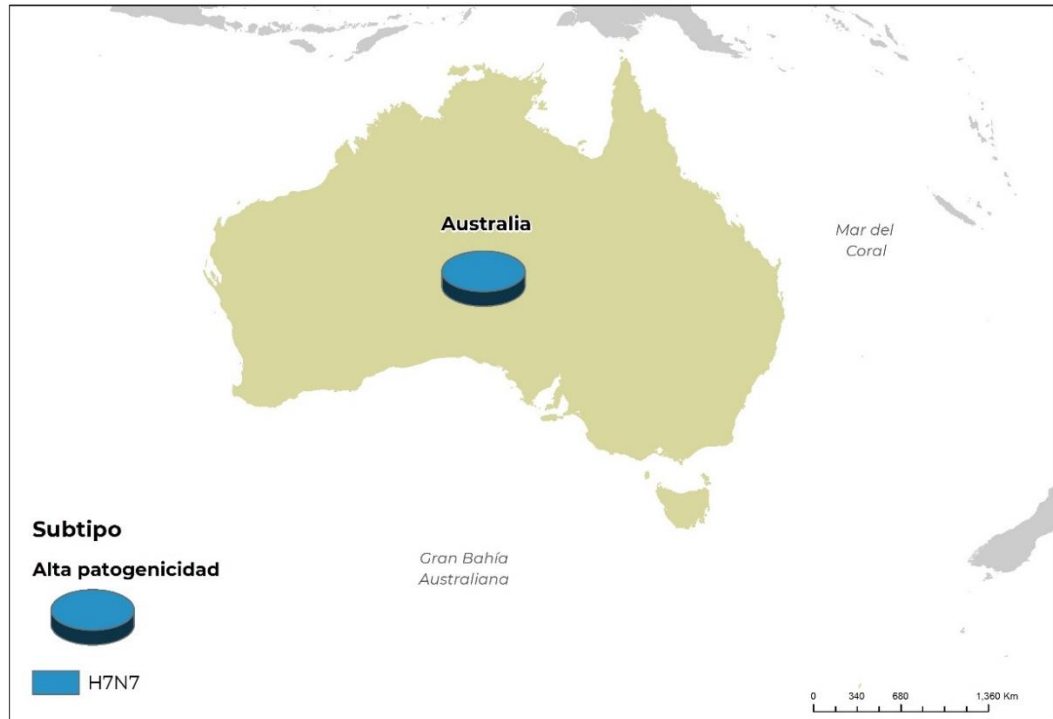 Australia
Mar del
Coral
Subtipo
Alta patogenicidad
H7N7
Gran Bahía
Australiana
0 340 680 1,360 Km